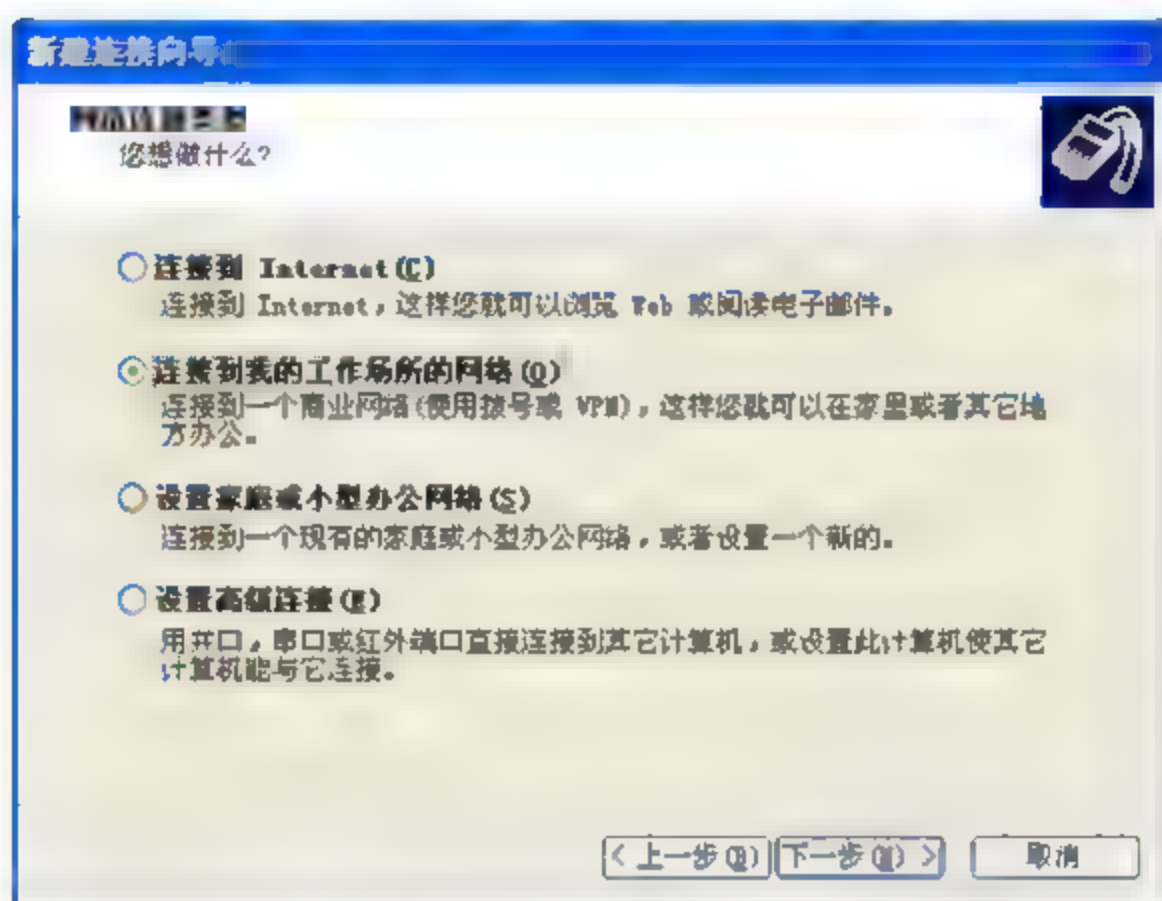 新建连接向导
网络连接类型
您想做什么?
连接到 Internet(C)
连接到 Internet,这样您就可以浏览 Web 或阅读电子邮件。
连接到我的工作场所的网络(O)
连接到一个商业网络(使用拨号或 VPN),这样您就可以在家里或者其它地
方办公。
设置家庭或小型办公网络(S)
连接到一个现有的家庭或小型办公网络,或者设置一个新的。
设置高级连接(E)
用并口,串口或红外端口直接连接到其它计算机,或设置此计算机使其它
计算机能与它连接。
< 上一步(B) 下一步(N) > 取消